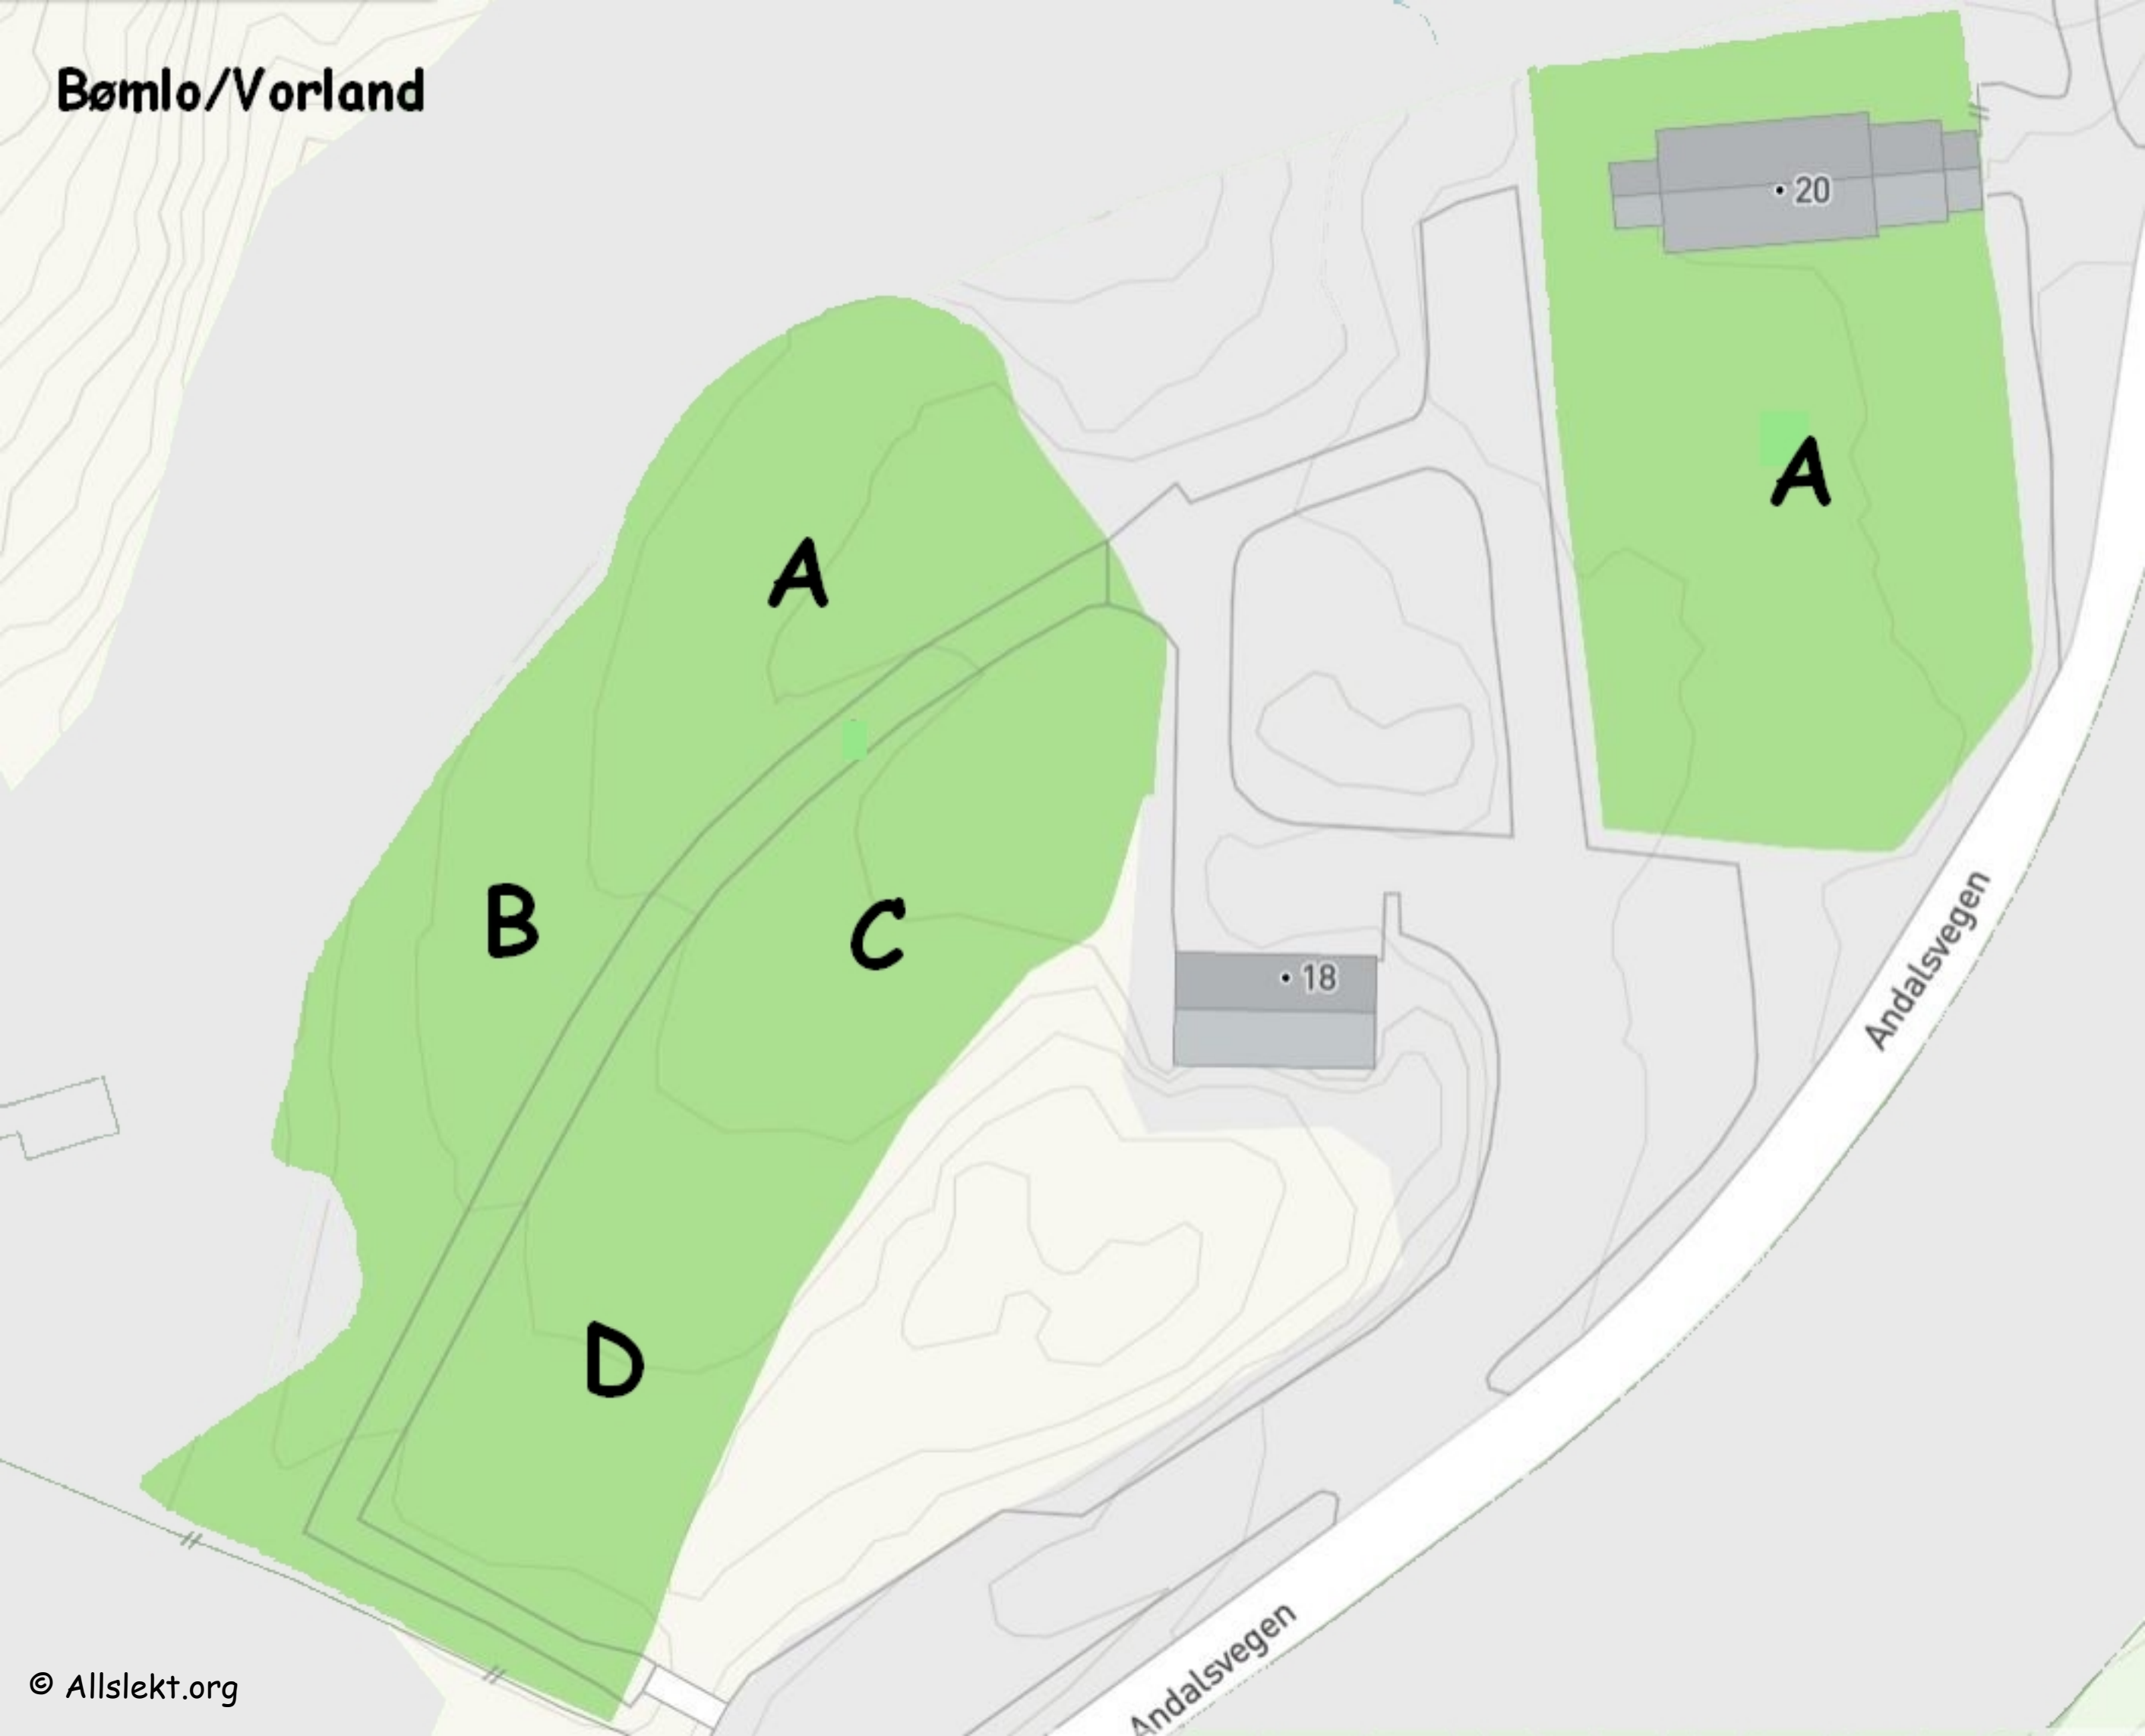 Bømlo/Vorland
• 20
A
A
B
C
• 18
Andalsvegen
D
Andalsvegen
© Allslekt.org